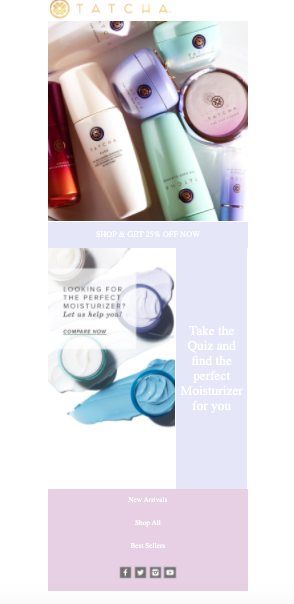 TATCHA
TATCHA
SHOP & GET 25% OFF NOW
LOOKING FOR
THE PERFECT
MOISTURIZER?
Let us help you?
COMPARE NOW
Take the
Quiz and
find the
perfect
Moisturizer
for you
New Arrivals
Shop All
Best Sellers